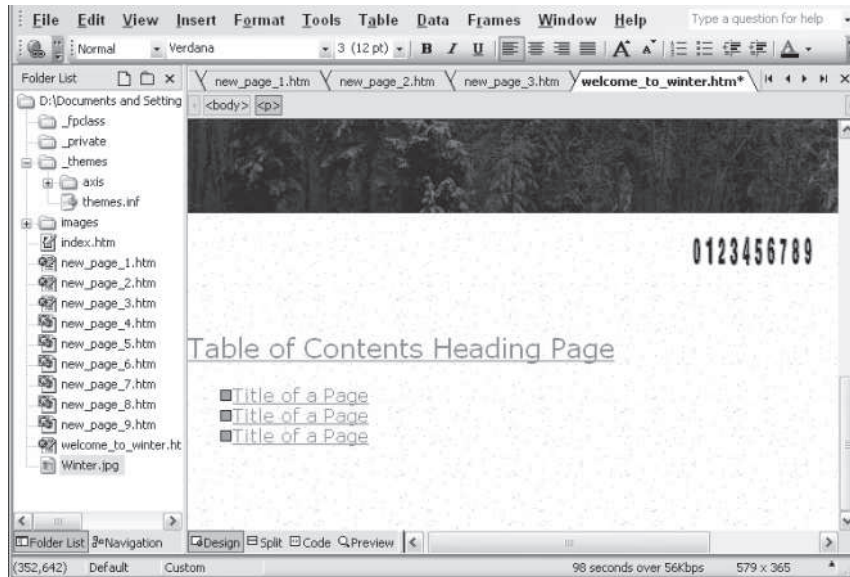 File Edit View Insert Format Tools Table Data Frames Window Help Type a question for help
Normal Verdana 3 (12 pt) B I U A A A
Folder List
new_page_1.htm new_page_2.htm new_page_3.htm welcome_to_winter.htm*
<body> <p>
D:\Documents and Setting
_fpclass
_private
_themes
axis
themes.inf
images
index.htm
new_page_1.htm
new_page_2.htm
new_page_3.htm
new_page_4.htm
new_page_5.htm
new_page_6.htm
new_page_7.htm
new_page_8.htm
new_page_9.htm
welcome_to_winter.ht
Winter.jpg
0123456789
Table of Contents Heading Page
Title of a Page
Title of a Page
Title of a Page
Folder List Navigation
Design Split Code Preview
(352,642) Default Custom 98 seconds over 56Kbps 579 x 365